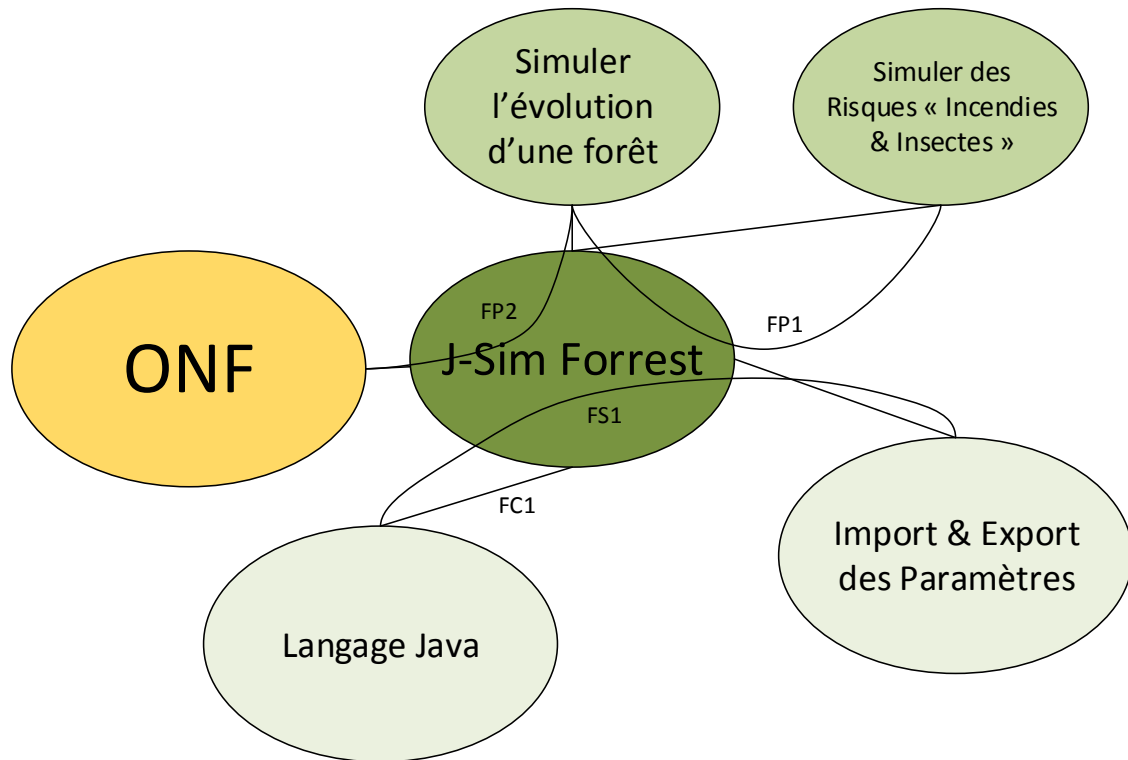 Simuler
l’évolution
d’une forêt
Simuler des
Risques « Incendies
& Insectes »
FP2
FP1
ONF
J-Sim Forrest
FS1
FC1
Import & Export
des Paramètres
Langage Java